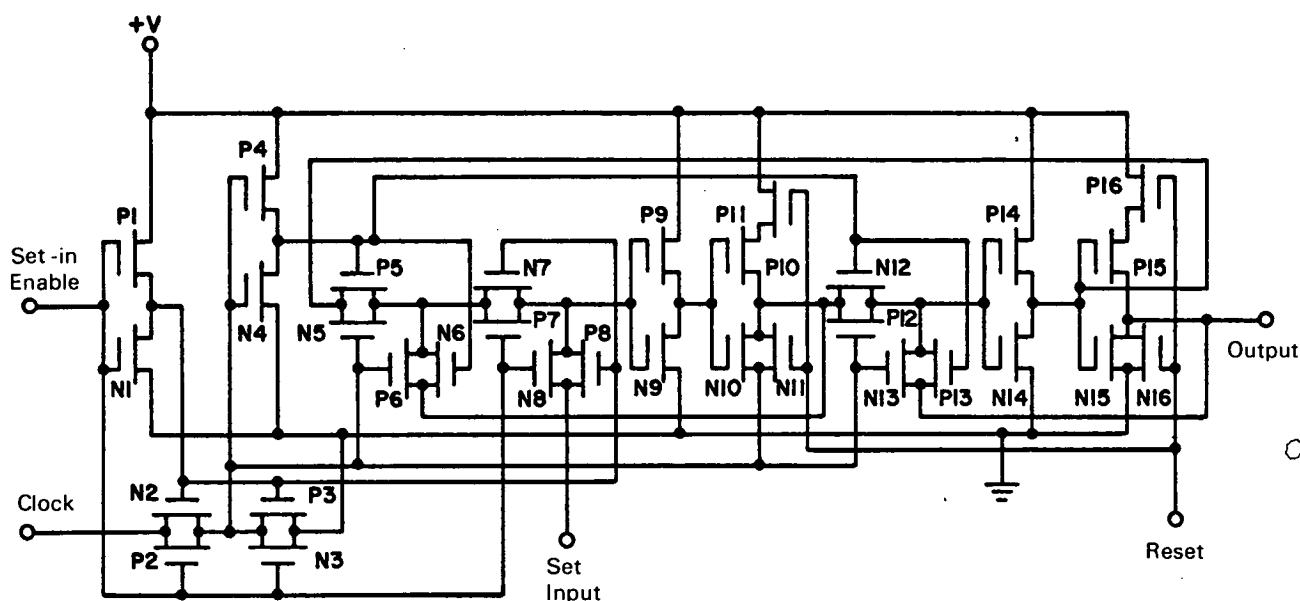 +V
P4
P16
P1
P9
P11
P14
Set-in
Enable
N7
P10
N12
P15
P5
N4
N5
N6
P7
P8
P12
N1
P6
N8
N9
N10
N11
N13
P13
N14
N15
N16
Output
N2
P3
Clock
P2
N3
Set
Input
Reset